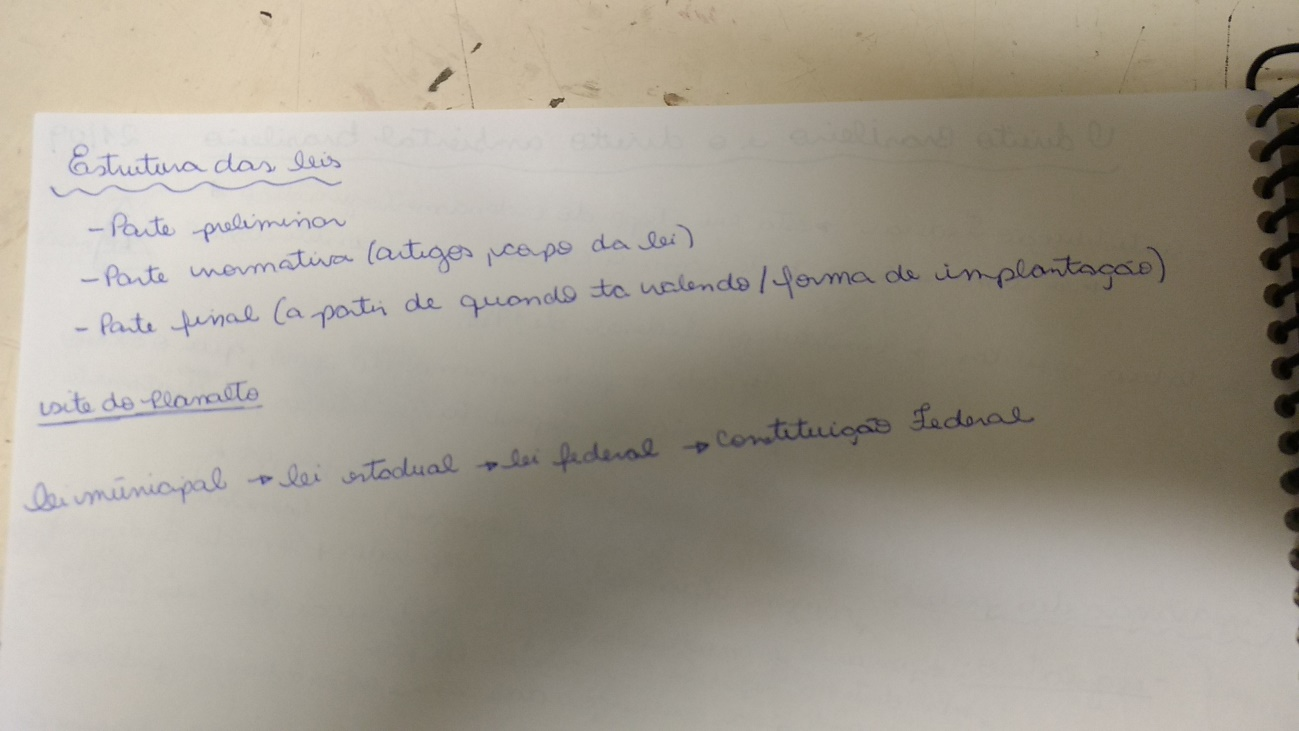 Estrutura das leis
- Parte preliminar
- Parte normativa (artigos, corpo da lei)
- Parte final (a partir de quando ta valendo / forma de implantação)
site do Planalto
lei municipal → lei estadual → lei federal → Constituição Federal